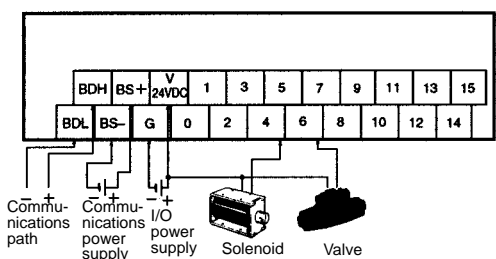 BDH BS+ V 24VDC 1 3 5 7 9 11 13 15
BDL BS– G 0 2 4 6 8 10 12 14
– + – + – +
Commu-
nications
path
Commu-
nications
power
supply
I/O
power
supply
Solenoid
Valve